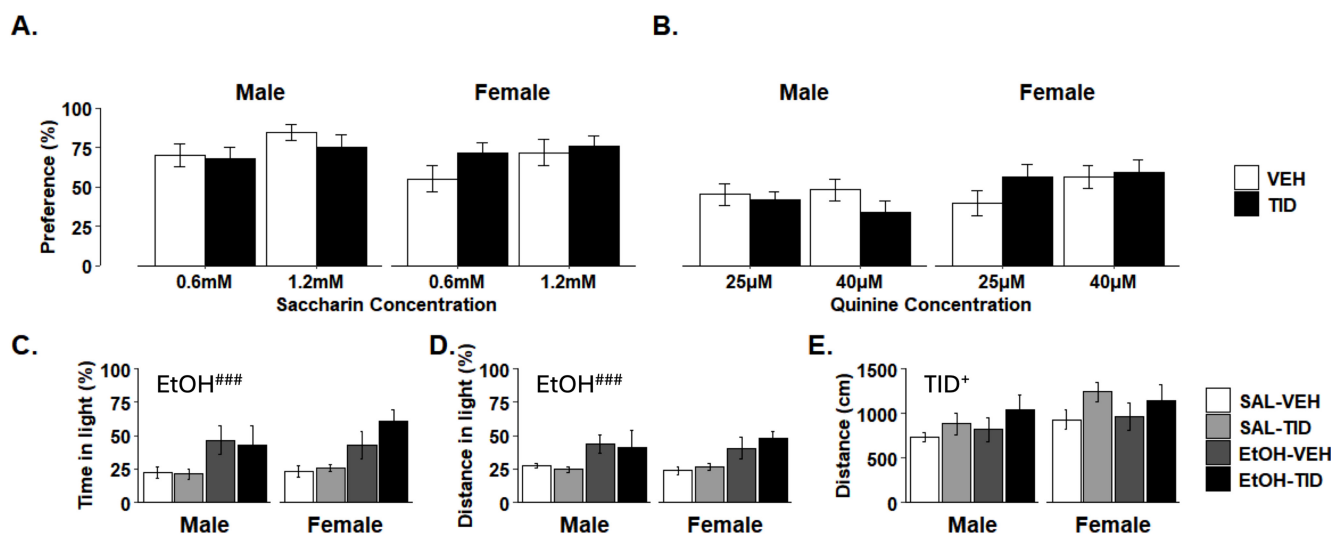 A.
B.
Male Female
Male Female
Preference (%)
100
75
50
25
0
0.6mM 1.2mM 0.6mM 1.2mM
Saccharin Concentration
25µM 40µM 25µM 40µM
Quinine Concentration
VEH
TID
C.
Time in light (%)
100
75
50
25
0
EtOH###
Male Female
D.
Distance in light (%)
100
75
50
25
0
EtOH###
Male Female
E.
Distance (cm)
1500
1000
500
0
TID+
Male Female
SAL-VEH
SAL-TID
EtOH-VEH
EtOH-TID